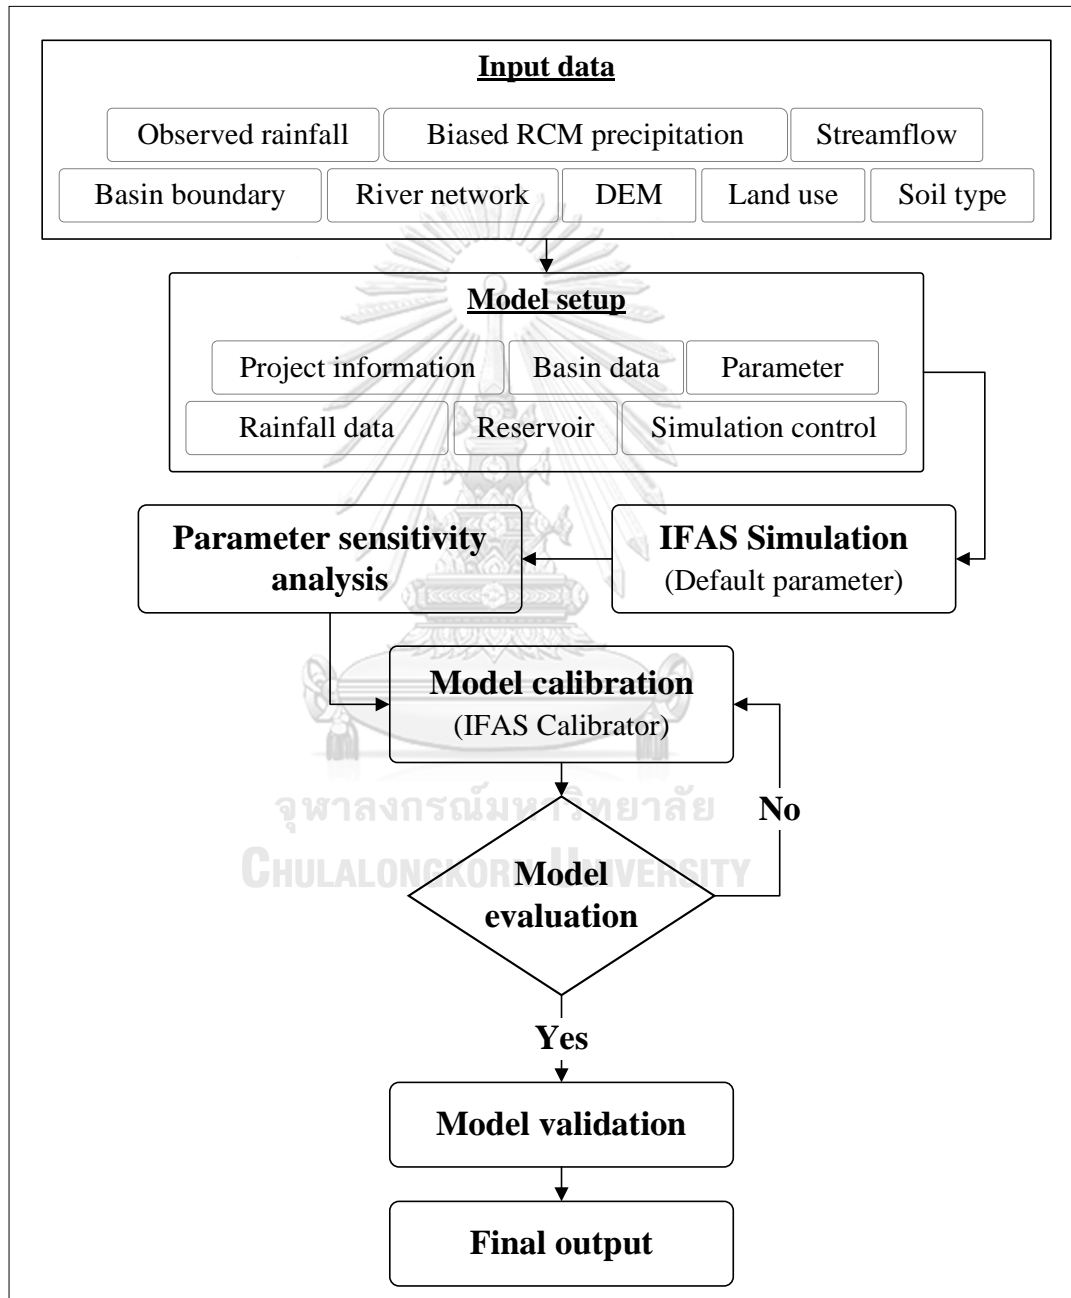 Input data
Observed rainfall
Biased RCM precipitation
Streamflow
Basin boundary
River network
DEM
Land use
Soil type
Model setup
Project information
Basin data
Parameter
Rainfall data
Reservoir
Simulation control
Parameter sensitivity
analysis
IFAS Simulation
(Default parameter)
Model calibration
(IFAS Calibrator)
จุฬาลงกรณ์มหาวิทยาลัย
CHULALONGKORN UNIVERSITY
No
Model
evaluation
Yes
Model validation
Final output